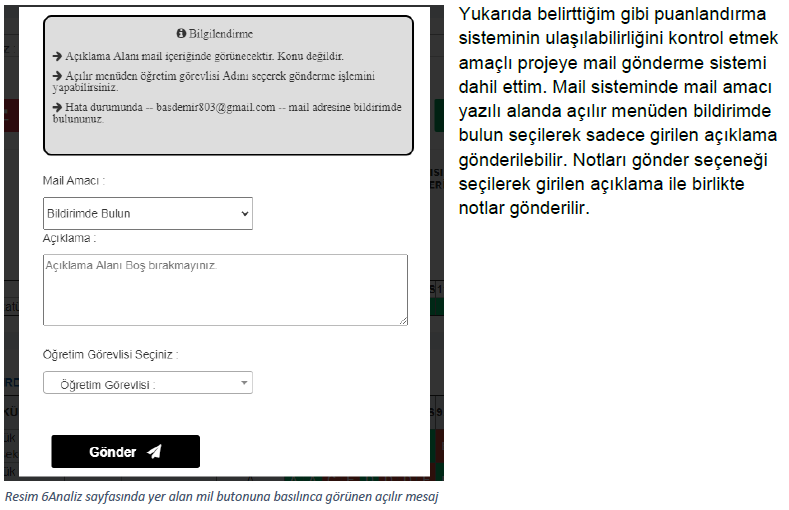 Bilgilendirme
Açıklama Alanı mail içeriğinde görünecektir. Konu değildir.
Açılır menüden öğretim görevlisi Adını seçerek gönderme işlemini
yapabilirsiniz.
Hata durumunda -- basdemir803@gmail.com -- mail adresine bildirimde
bulununuz.
Mail Amacı :
Bildirimde Bulun
Açıklama :
Açıklama Alanı Boş bırakmayınız.
Öğretim Görevlisi Seçiniz :
Öğretim Görevlisi :
Gönder
Resim 6Analiz sayfasında yer alan mil butonuna basılınca görünen açılır mesaj
Yukarıda belirttiğim gibi puanlandırma
sisteminin ulaşılabilirliğini kontrol etmek
amaçlı projeye mail gönderme sistemi
dahil ettim. Mail sisteminde mail amacı
yazılı alanda açılır menüden bildirimde
bulun seçilerek sadece girilen açıklama
gönderilebilir. Notları gönder seçeneği
seçilerek girilen açıklama ile birlikte
notlar gönderilir.